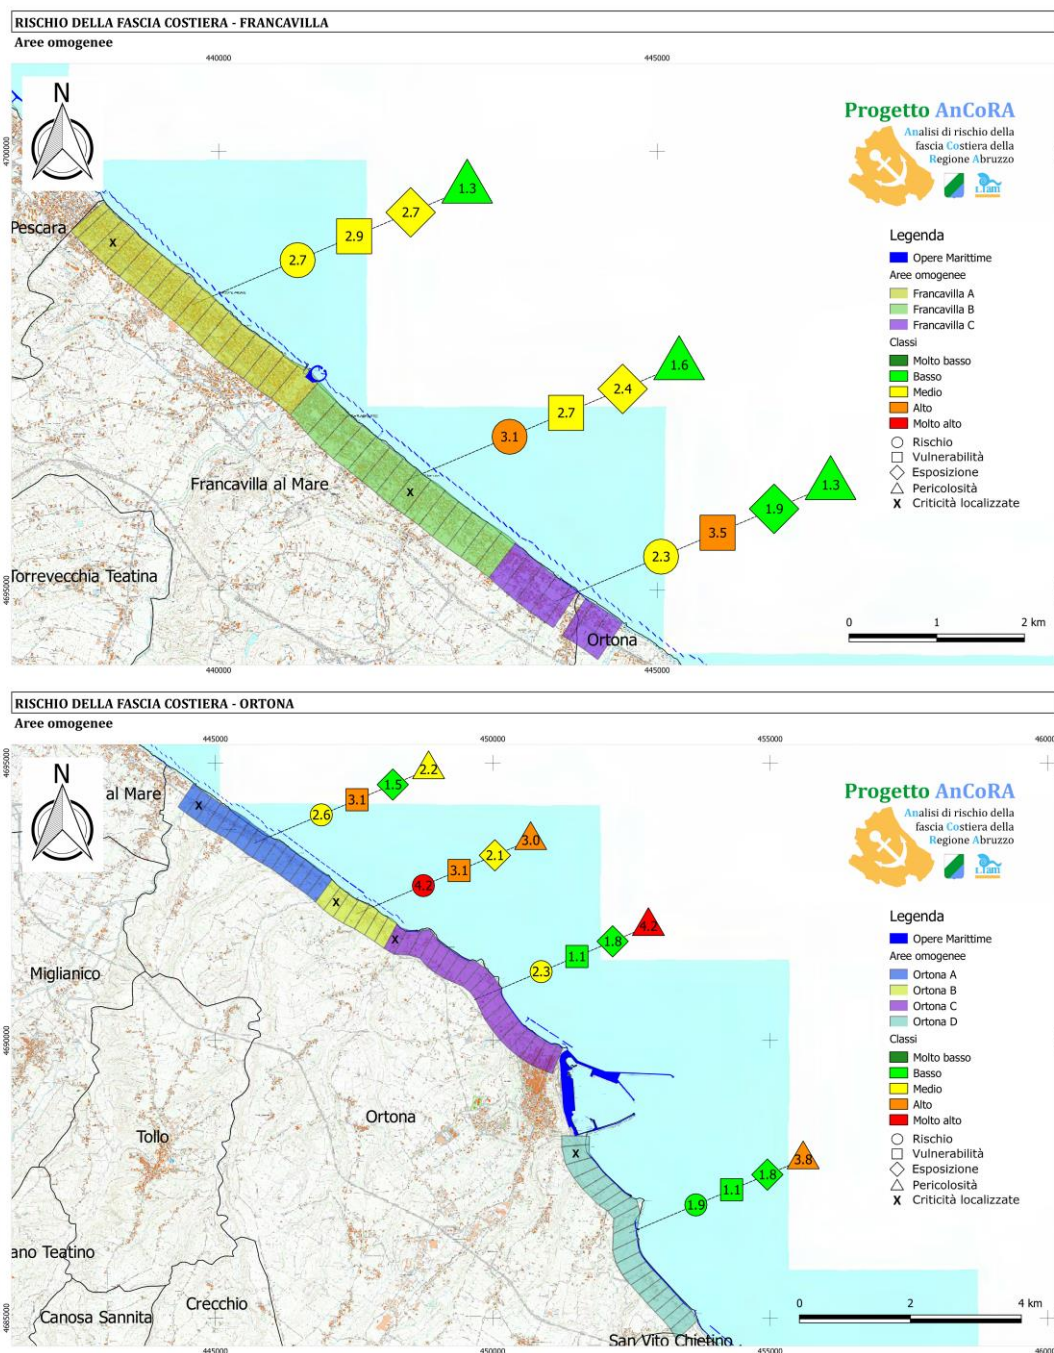 RISCHIO DELLA FASCIA COSTIERA - FRANCAVILLA
Aree omogenee
440000
445000
N
4700000
4695000
Progetto AnCoRA
Analisi di rischio della
fascia Costiera della
Regione Abruzzo
LIam
Pescara
X
2.7
2.9
2.7
1.3
3.1
2.7
2.4
1.6
X
2.3
3.5
1.9
1.3
Francavilla al Mare
Torrevecchia Teatina
Ortona
Legenda
Opere Marittime
Aree omogenee
Francavilla A
Francavilla B
Francavilla C
Classi
Molto basso
Basso
Medio
Alto
Molto alto
Rischio
Vulnerabilità
Esposizione
Pericolosità
X Criticità localizzate
0 1 2 km
440000
445000
RISCHIO DELLA FASCIA COSTIERA - ORTONA
Aree omogenee
445000
450000
455000
4600
N
4695000
4690000
4685000
al Mare
X
2.6
3.1
1.5
2.2
X
4.2
3.1
2.1
3.0
X
2.3
1.1
1.8
4.2
X
1.9
1.1
1.8
3.8
Miglianico
Ortona
Tollo
ano Teatino
Canosa Sannita
Crecchio
San Vito Chietino
Progetto AnCoRA
Analisi di rischio della
fascia Costiera della
Regione Abruzzo
LIam
Legenda
Opere Marittime
Aree omogenee
Ortona A
Ortona B
Ortona C
Ortona D
Classi
Molto basso
Basso
Medio
Alto
Molto alto
Rischio
Vulnerabilità
Esposizione
Pericolosità
X Criticità localizzate
0 2 4 km
445000
450000
455000
4600